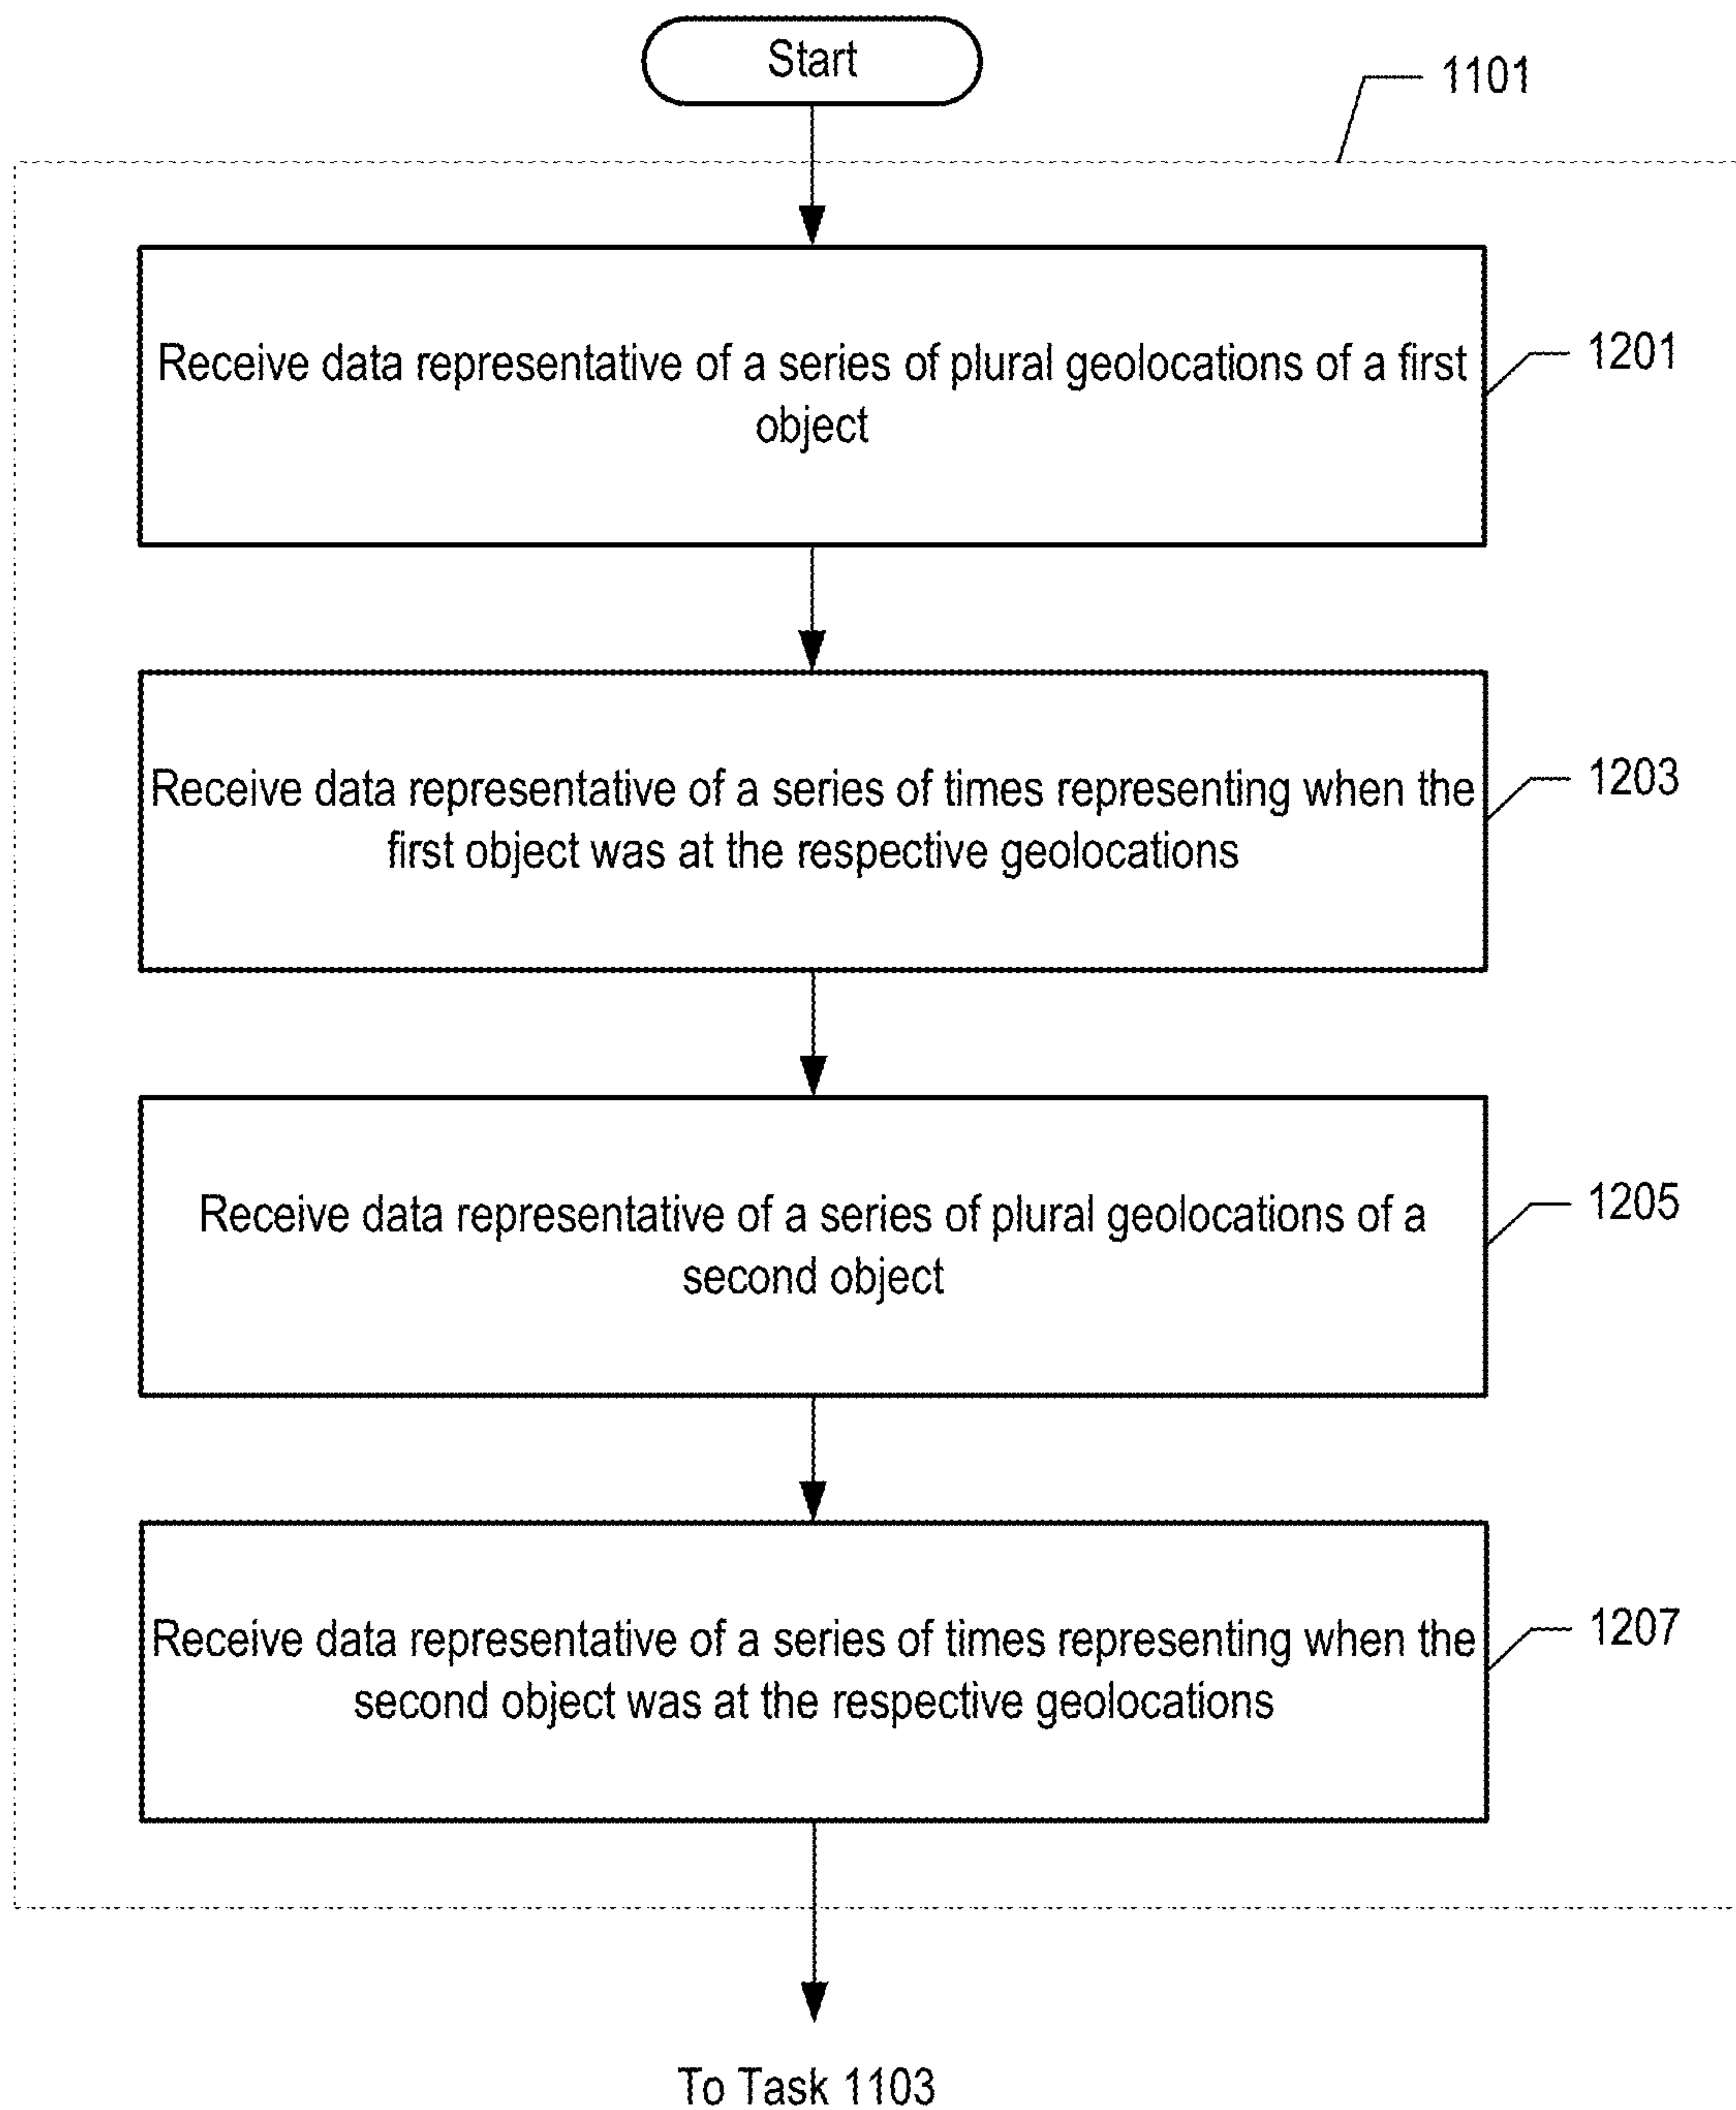 Start
1101
Receive data representative of a series of plural geolocations of a first
object
1201
Receive data representative of a series of times representing when the
first object was at the respective geolocations
1203
Receive data representative of a series of plural geolocations of a
second object
1205
Receive data representative of a series of times representing when the
second object was at the respective geolocations
1207
To Task 1103